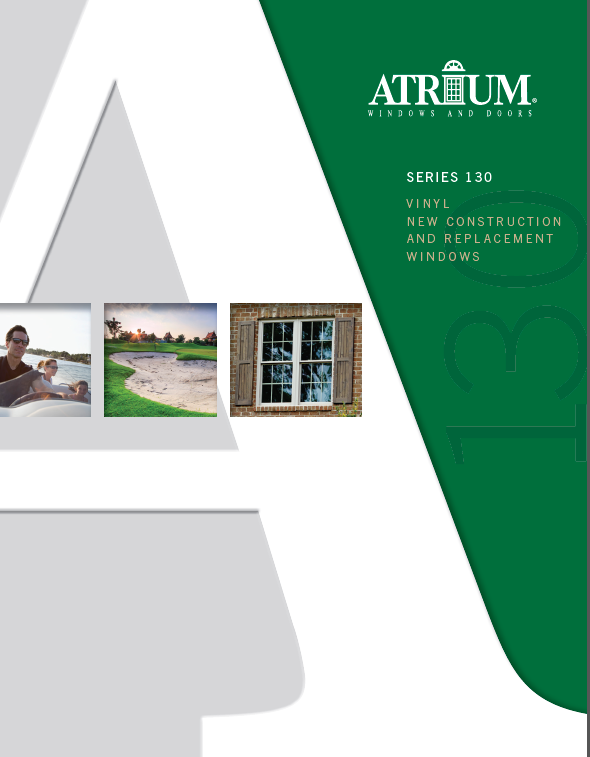 ATRIUM®
WINDOWS AND DOORS
SERIES 130
VINYL
NEW CONSTRUCTION
AND REPLACEMENT
WINDOWS
130